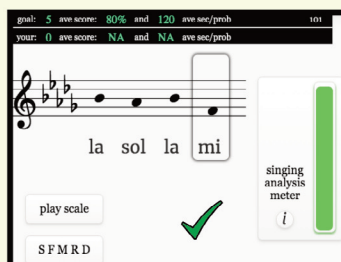 goal: 5 ave score: 80% and 120 ave sec/prob 101
your: 0 ave score: NA and NA ave sec/prob
la sol la mi
singing
analysis
meter
i
play scale
S F M R D